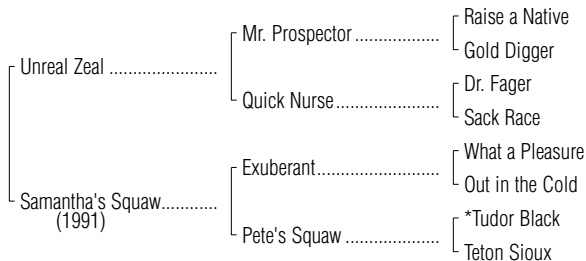 Raise a Native
Mr. Prospector ..................
Gold Digger
Unreal Zeal .......................
Dr. Fager
Quick Nurse......................
Sack Race
What a Pleasure
Exuberant..........................
Out in the Cold
Samantha's Squaw............
(1991)
*Tudor Black
Pete's Squaw ....................
Teton Sioux